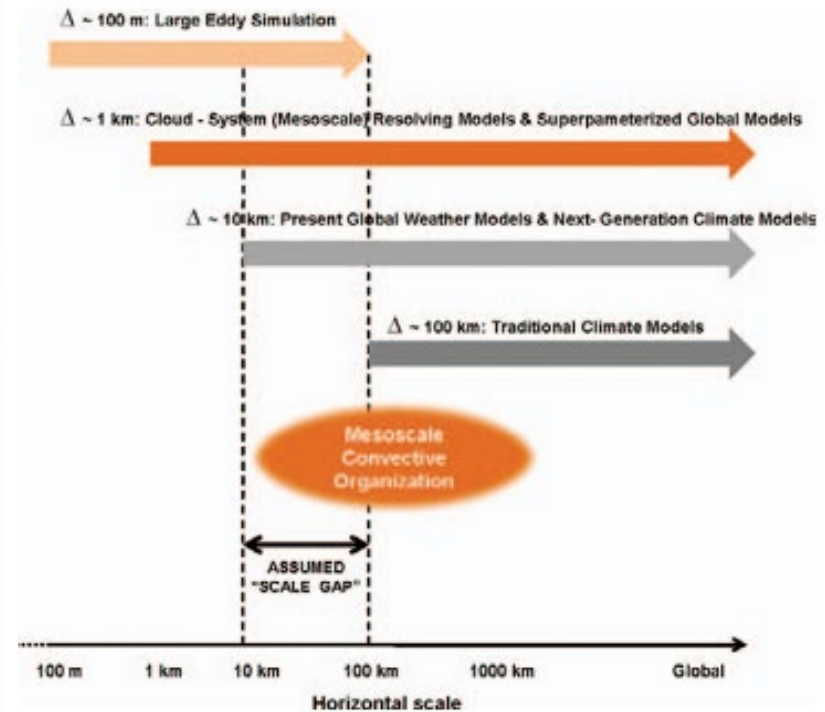 Δ ~ 100 m: Large Eddy Simulation
Δ ~ 1 km: Cloud - System (Mesoscale) Resolving Models & Superpameterized Global Models
Δ ~ 10 km: Present Global Weather Models & Next- Generation Climate Models
Δ ~ 100 km: Traditional Climate Models
Mesoscale
Convective
Organization
ASSUMED
"SCALE GAP"
100 m 1 km 10 km 100 km 1000 km Global
Horizontal scale